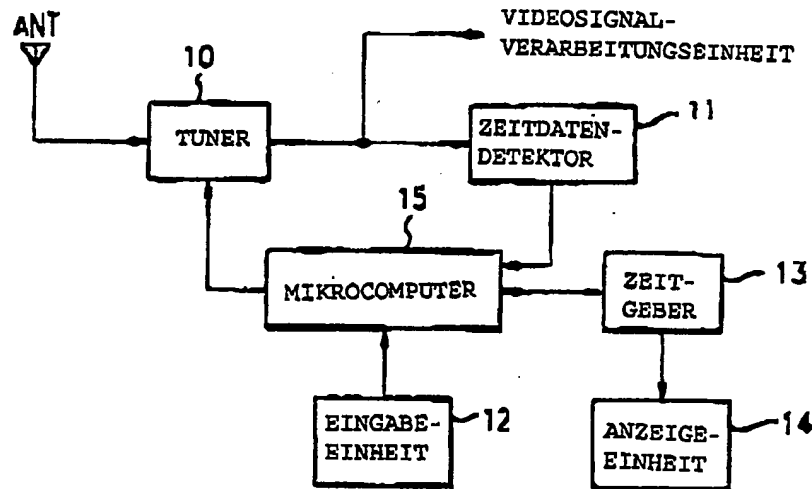 ANT
VIDEOSIGNAL-
VERARBEITUNGSEINHEIT
10
TUNER
11
ZEITDATEN-
DETEKTOR
15
MIKROCOMPUTER
13
ZEIT-
GEBER
12
EINGABE-
EINHEIT
14
ANZEIGE-
EINHEIT